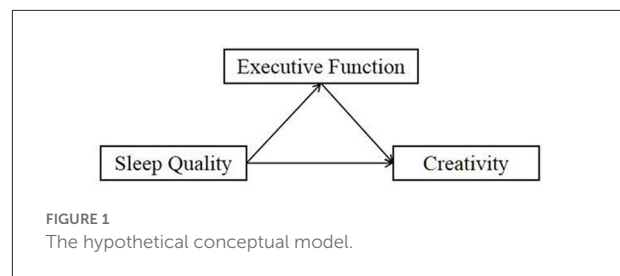 Executive Function
Sleep Quality
Creativity
FIGURE 1
The hypothetical conceptual model.